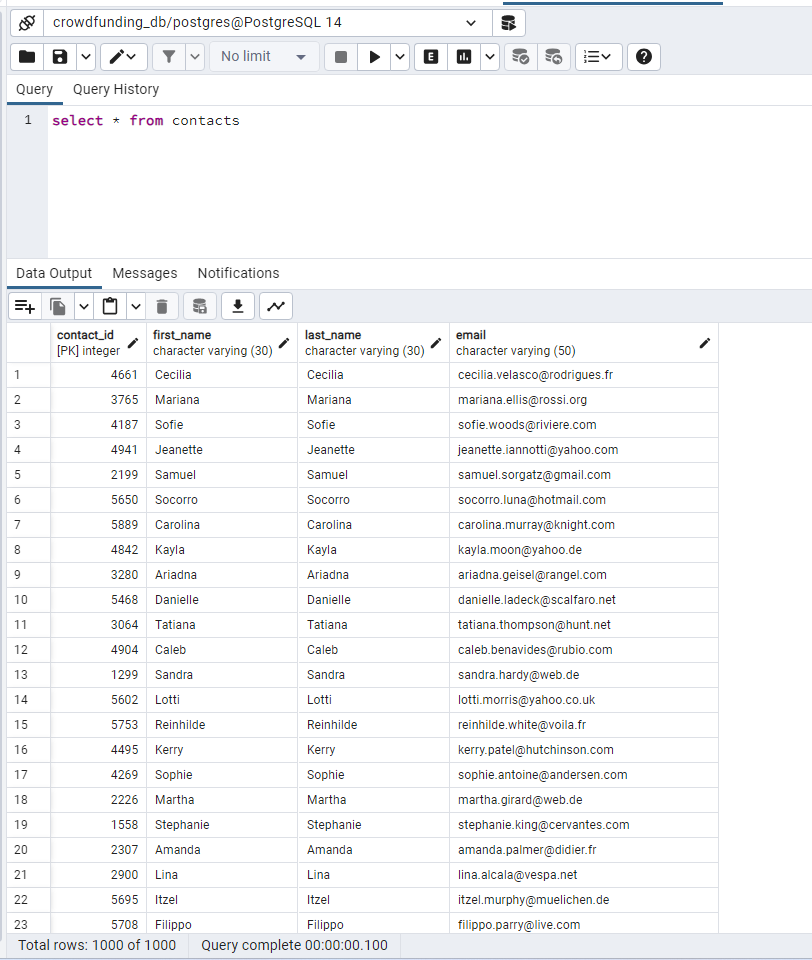 crowdfunding_db/postgres@PostgreSQL 14
No limit
E
Query Query History
1 select * from contacts
Data Output Messages Notifications
contact_id first_name last_name email
[PK] integer character varying (30) character varying (30) character varying (50)
1 4661 Cecilia Cecilia cecilia.velasco@rodrigues.fr
2 3765 Mariana Mariana mariana.ellis@rossi.org
3 4187 Sofie Sofie sofie.woods@riviere.com
4 4941 Jeanette Jeanette jeanette.iannotti@yahoo.com
5 2199 Samuel Samuel samuel.sorgatz@gmail.com
6 5650 Socorro Socorro socorro.luna@hotmail.com
7 5889 Carolina Carolina carolina.murray@knight.com
8 4842 Kayla Kayla kayla.moon@yahoo.de
9 3280 Ariadna Ariadna ariadna.geisel@rangel.com
10 5468 Danielle Danielle danielle.ladeck@scalfaro.net
11 3064 Tatiana Tatiana tatiana.thompson@hunt.net
12 4904 Caleb Caleb caleb.benavides@rubio.com
13 1299 Sandra Sandra sandra.hardy@web.de
14 5602 Lotti Lotti lotti.morris@yahoo.co.uk
15 5753 Reinhilde Reinhilde reinhilde.white@voila.fr
16 4495 Kerry Kerry kerry.patel@hutchinson.com
17 4269 Sophie Sophie sophie.antoine@andersen.com
18 2226 Martha Martha martha.girard@web.de
19 1558 Stephanie Stephanie stephanie.king@cervantes.com
20 2307 Amanda Amanda amanda.palmer@didier.fr
21 2900 Lina Lina lina.alcala@vespa.net
22 5695 Itzel Itzel itzel.murphy@muelichen.de
23 5708 Filippo Filippo filippo.parry@live.com
Total rows: 1000 of 1000 Query complete 00:00:00.100